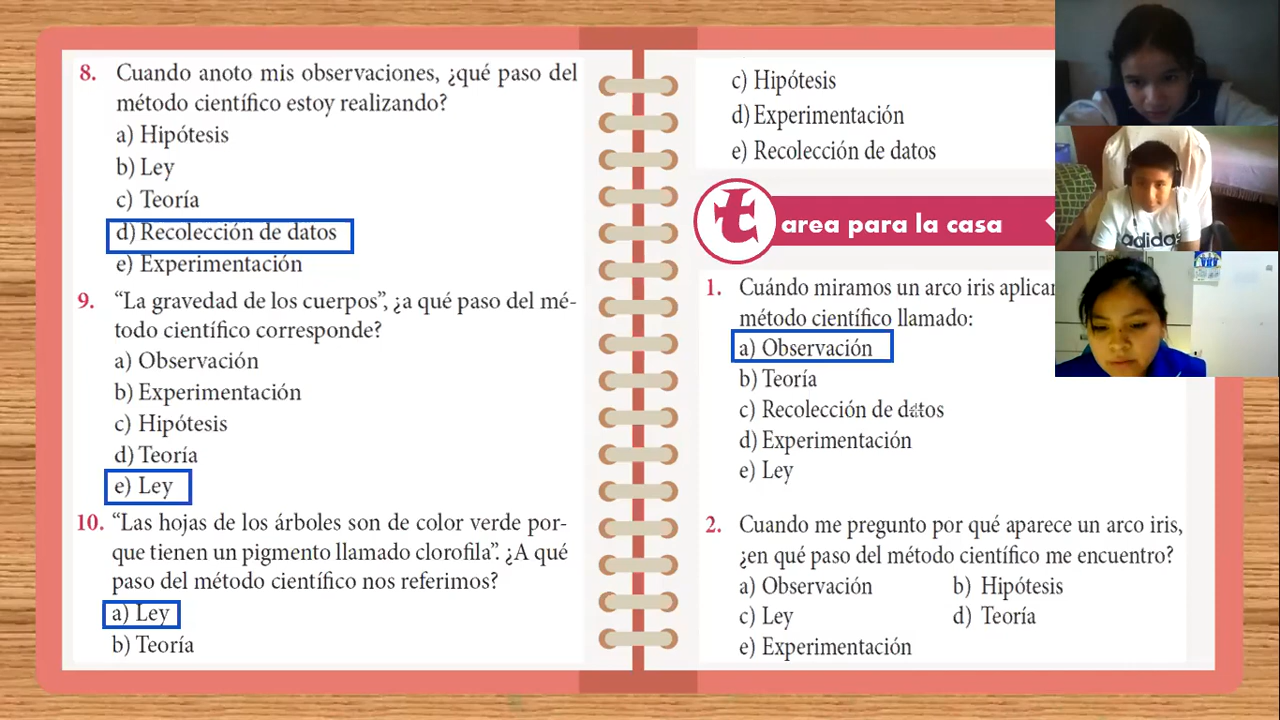 8. Cuando anoto mis observaciones, ¿qué paso del
método científico estoy realizando?
a) Hipótesis
b) Ley
c) Teoría
d) Recolección de datos
e) Experimentación
9. “La gravedad de los cuerpos”, ¿a qué paso del mé-
todo científico corresponde?
a) Observación
b) Experimentación
c) Hipótesis
d) Teoría
e) Ley
10. “Las hojas de los árboles son de color verde por-
que tienen un pigmento llamado clorofila”. ¿A qué
paso del método científico nos referimos?
a) Ley
b) Teoría
c) Hipótesis
d) Experimentación
e) Recolección de datos
tarea para la casa
1. Cuándo miramos un arco iris
método científico llamado:
a) Observación
b) Teoría
c) Recolección de datos
d) Experimentación
e) Ley
2. Cuando me pregunto por qué aparece un arco iris,
¿en qué paso del método científico me encuentro?
a) Observación b) Hipótesis
c) Ley d) Teoría
e) Experimentación
adidas